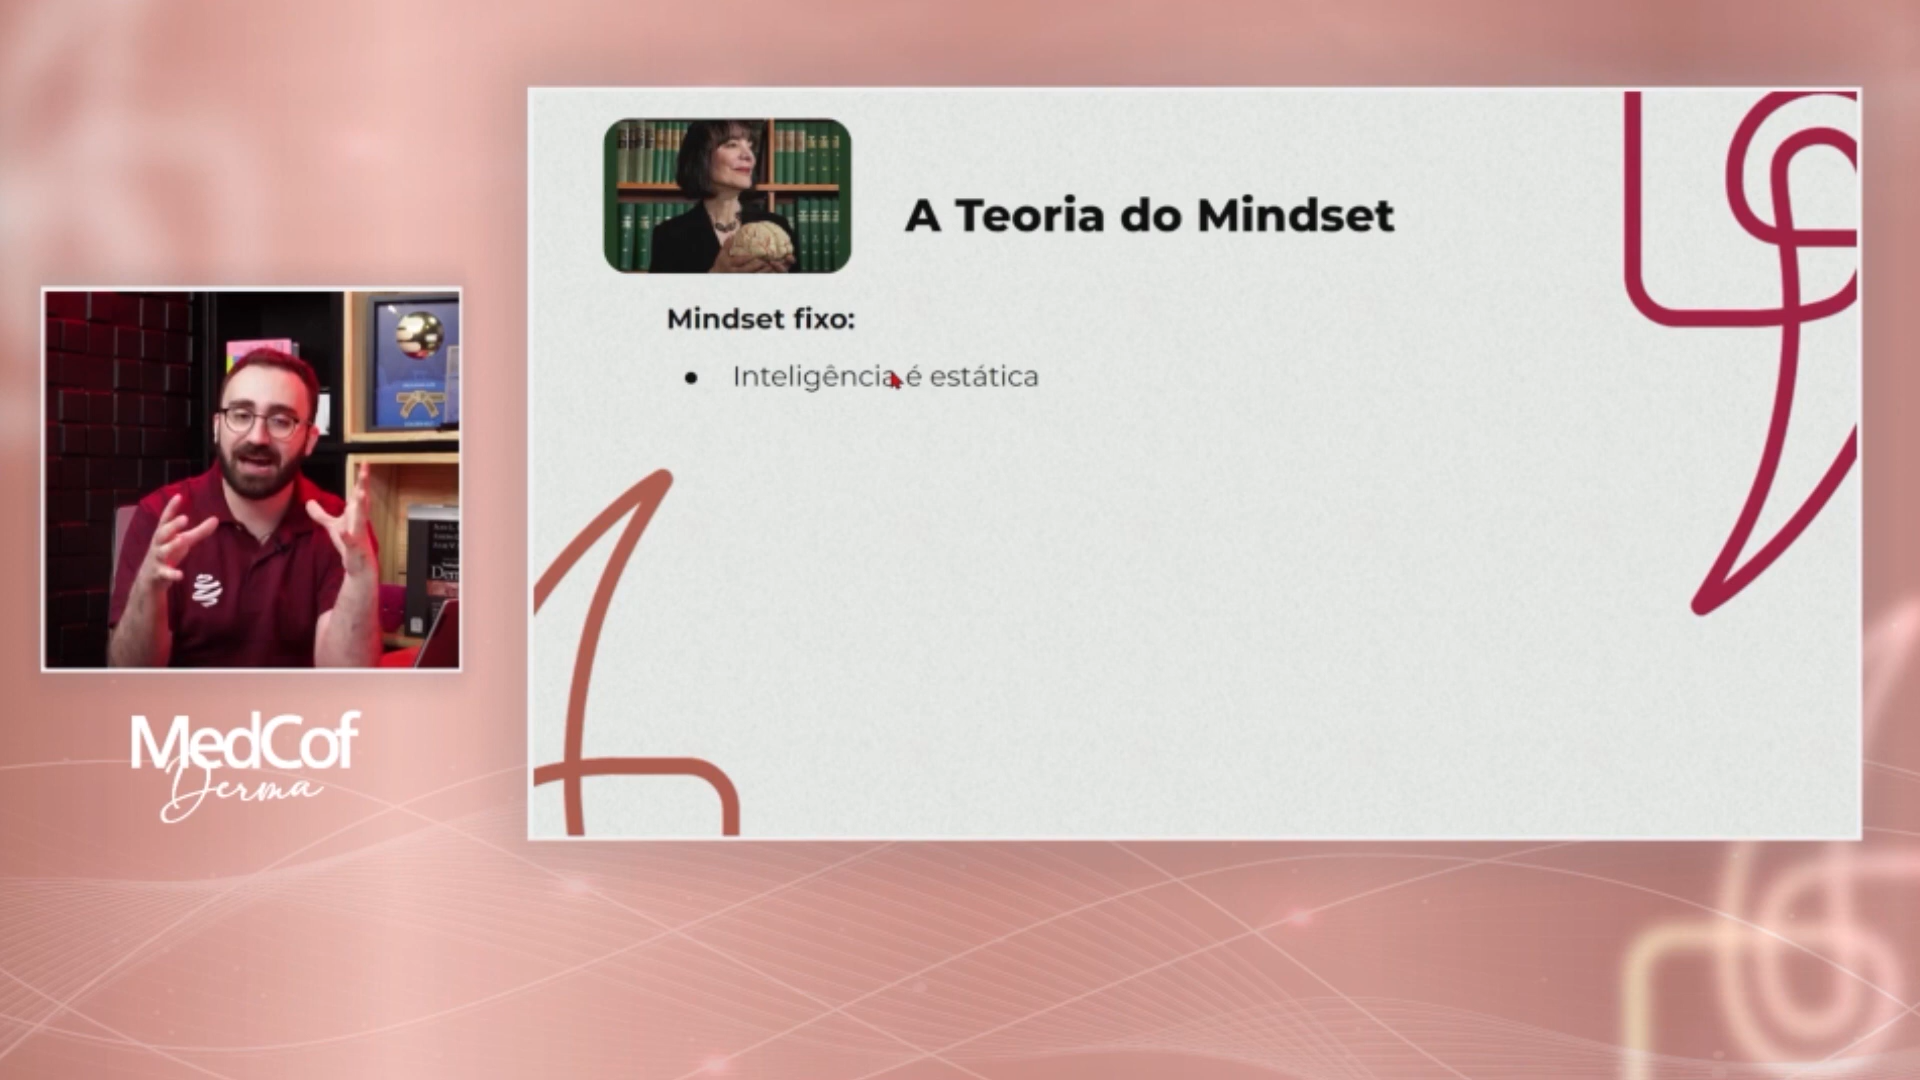 A Teoria do Mindset
Mindset fixo:
● Inteligência é estática
MedCof
Derma